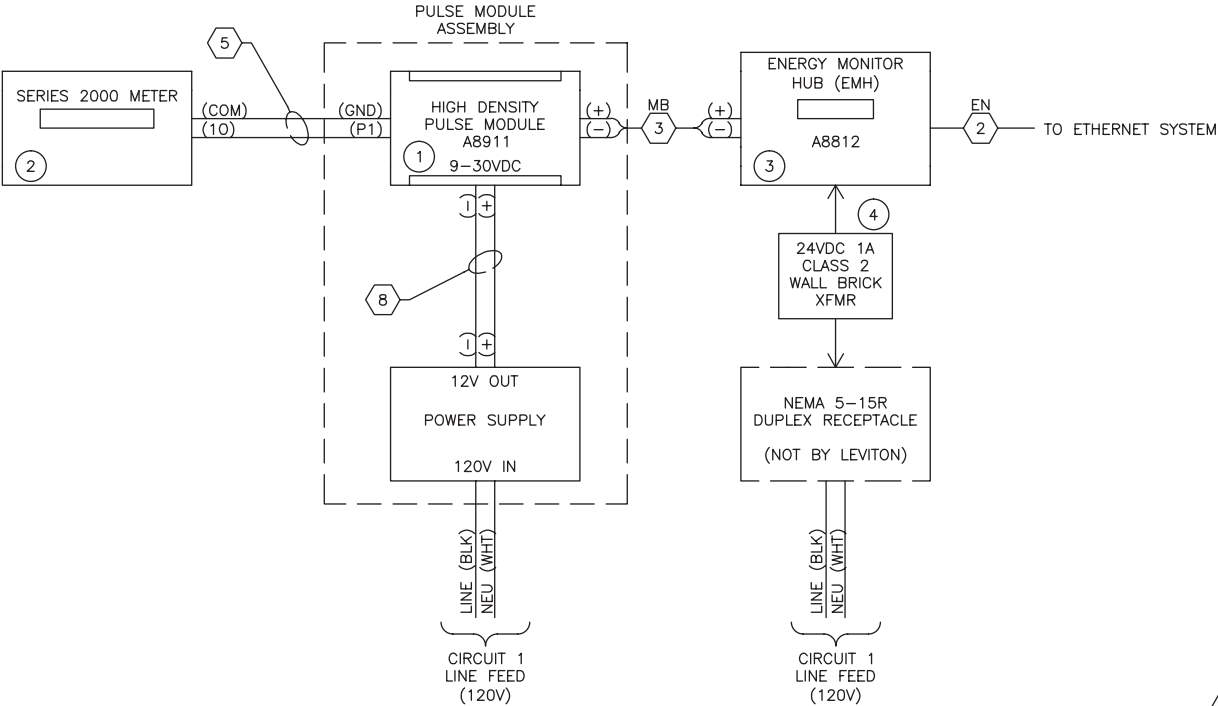 PULSE MODULE
ASSEMBLY
5
SERIES 2000 METER
2
(COM)
(10)
(GND)
(P1)
HIGH DENSITY
PULSE MODULE
A8911
1
9-30VDC
(+)
(-)
MB
3
(+)
(-)
ENERGY MONITOR
HUB (EMH)
A8812
3
EN
2
TO ETHERNET SYSTEM
(-)
(+)
8
(-)
(+)
12V OUT
POWER SUPPLY
120V IN
LINE (BLK)
NEU (WHT)
CIRCUIT 1
LINE FEED
(120V)
4
24VDC 1A
CLASS 2
WALL BRICK
XFMR
NEMA 5-15R
DUPLEX RECEPTACLE
(NOT BY LEVITON)
LINE (BLK)
NEU (WHT)
CIRCUIT 1
LINE FEED
(120V)